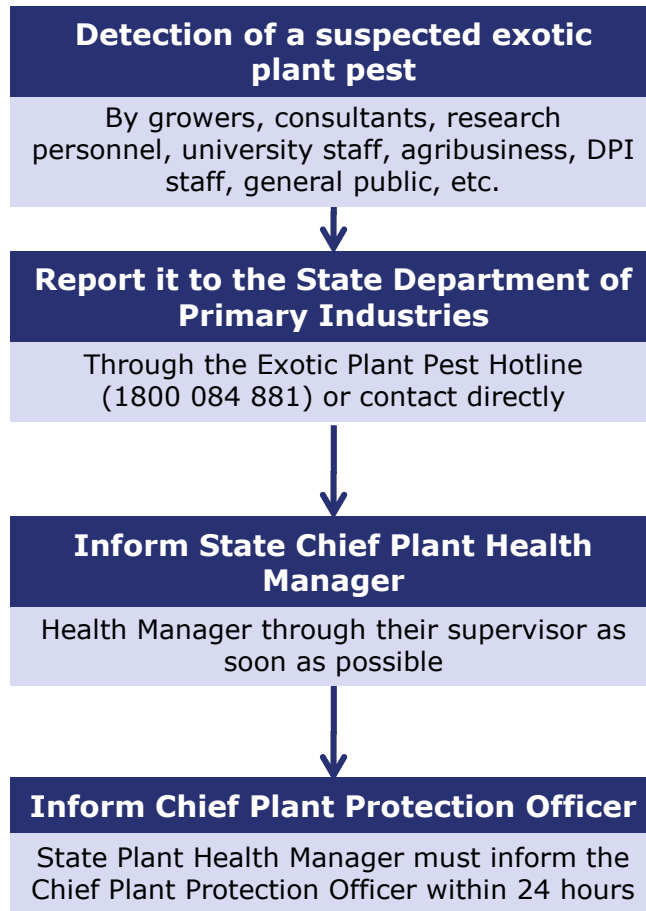 Detection of a suspected exotic
plant pest
By growers, consultants, research
personnel, university staff, agribusiness, DPI
staff, general public, etc.
Report it to the State Department of
Primary Industries
Through the Exotic Plant Pest Hotline
(1800 084 881) or contact directly
Inform State Chief Plant Health
Manager
Health Manager through their supervisor as
soon as possible
Inform Chief Plant Protection Officer
State Plant Health Manager must inform the
Chief Plant Protection Officer within 24 hours